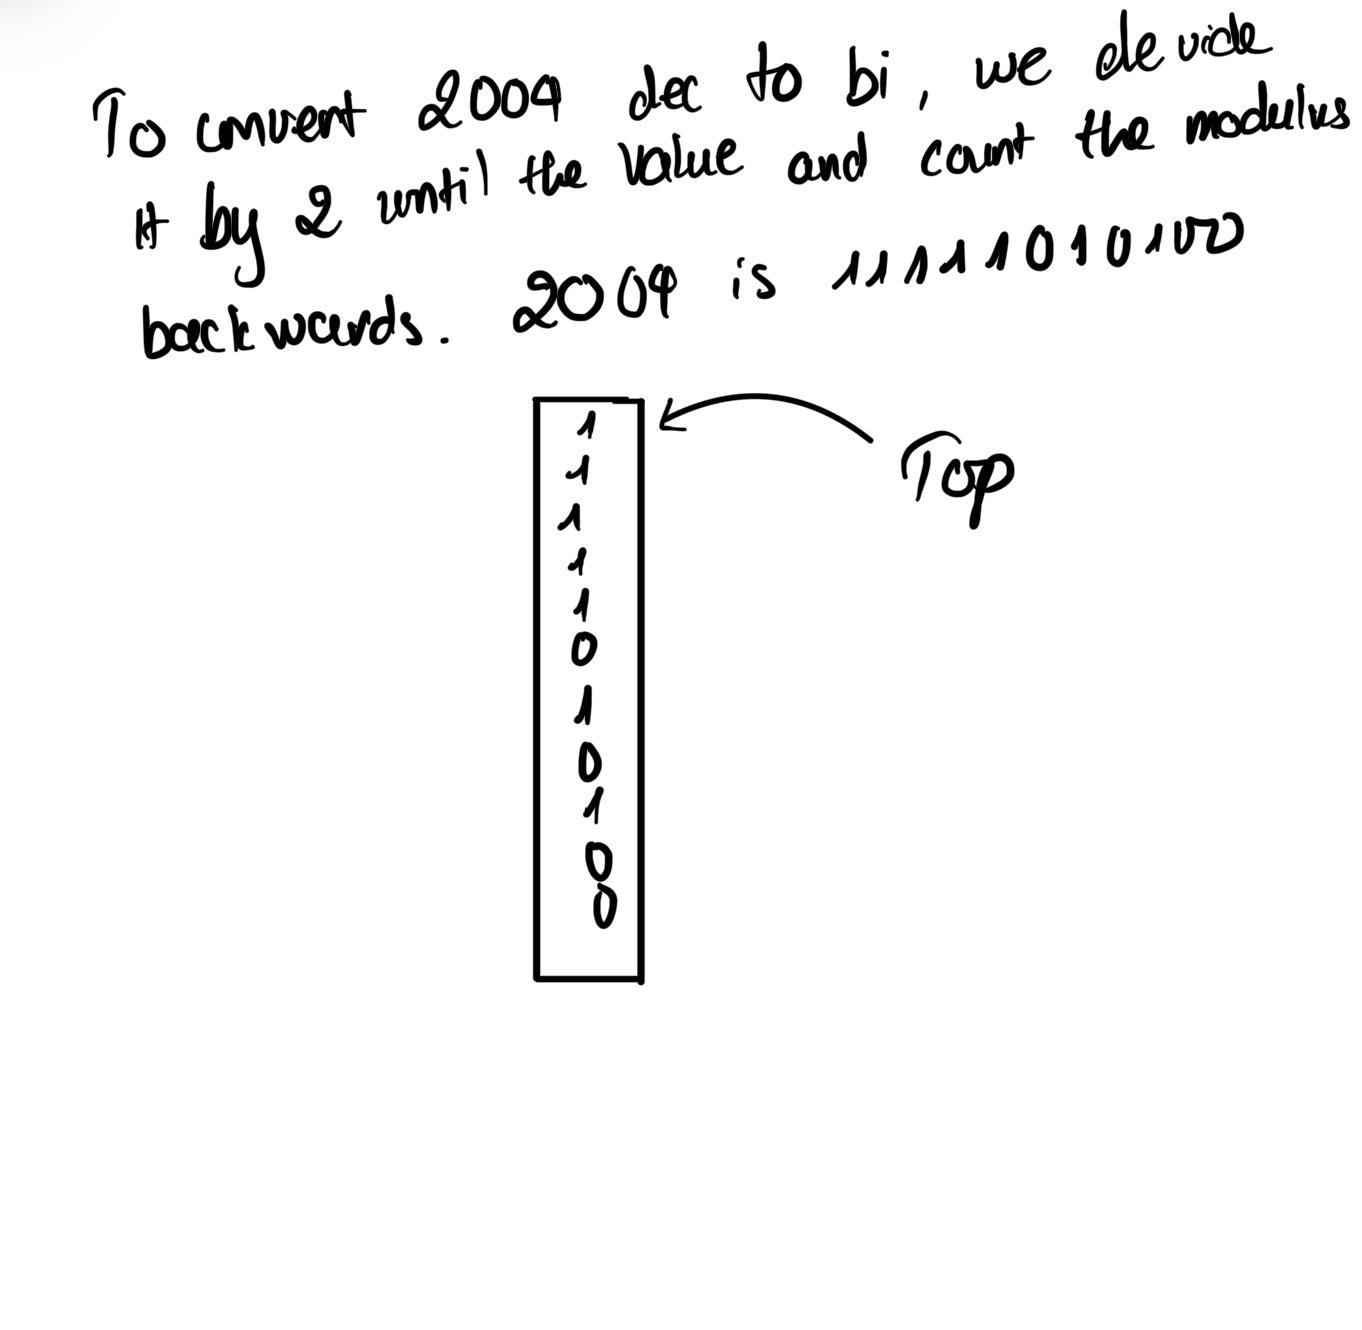 To convert 2004 dec to bi, we devide
it by 2 until the value and count the modulus
backwards. 2004 is 11111010100
1
1
1
1
1
0
1
0
1
0
0
Top